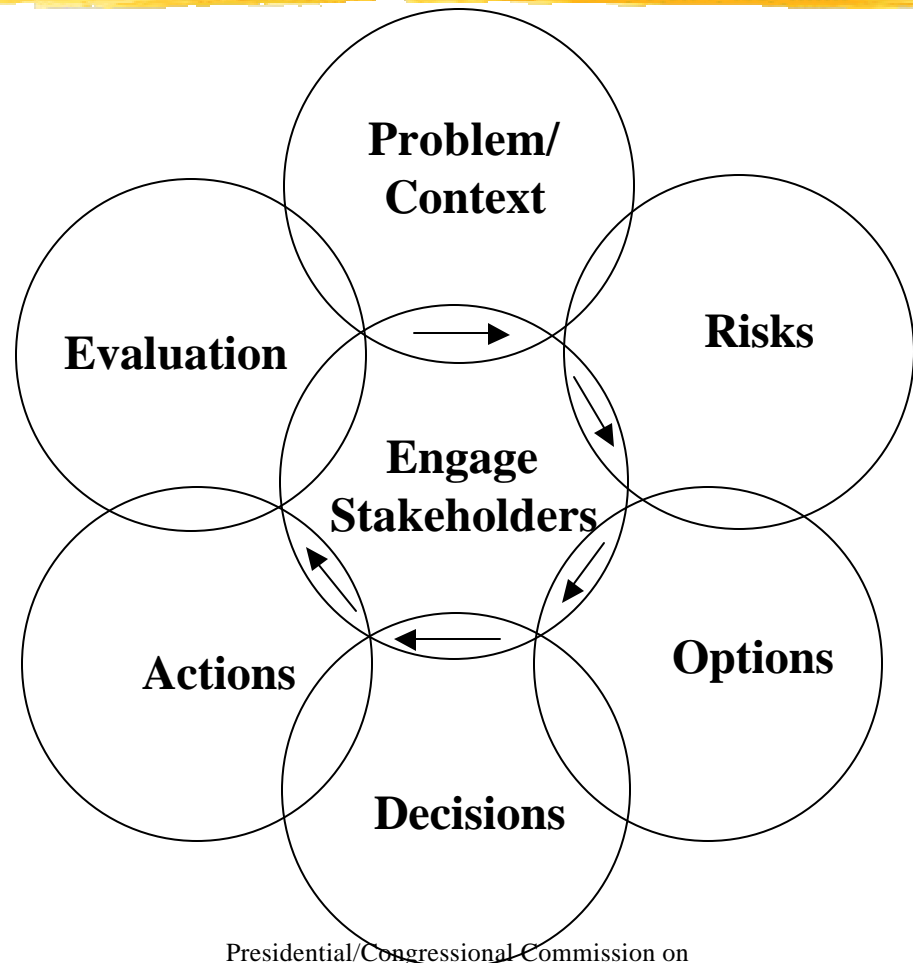 Problem/
Context
Risks
Evaluation
Engage
Stakeholders
Options
Actions
Decisions
Presidential/Congressional Commission on